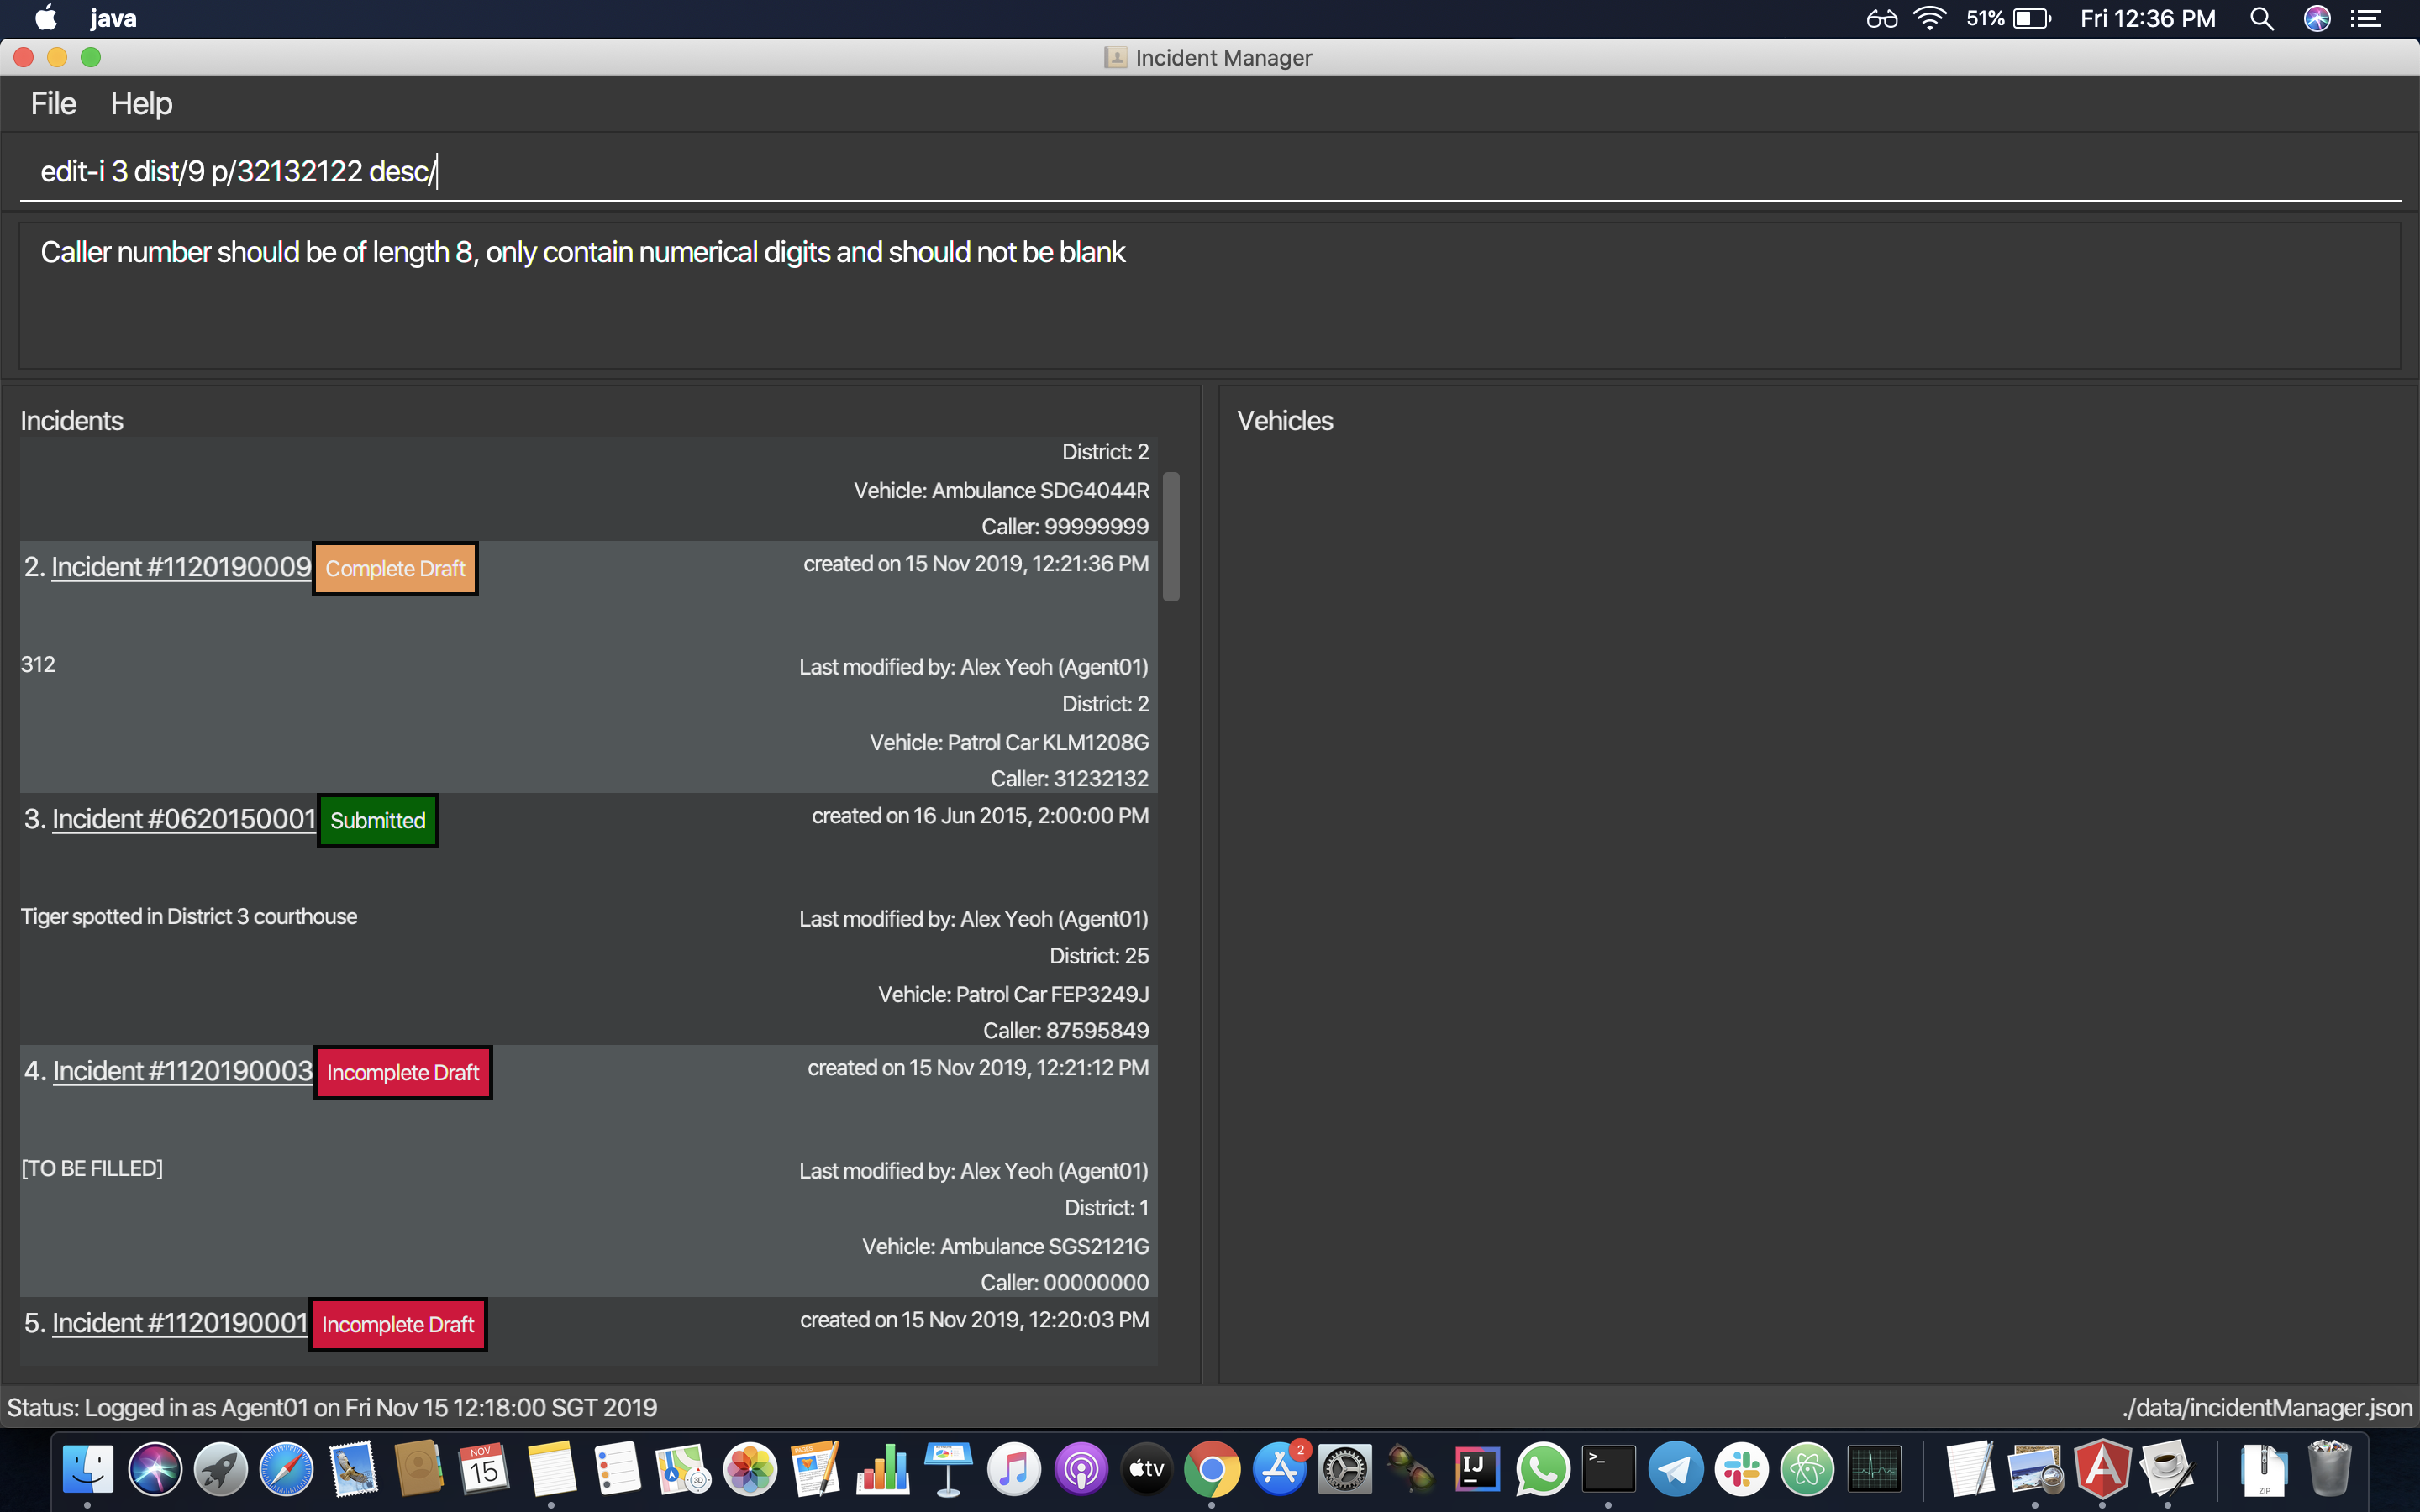 java
51%
Fri 12:36 PM
Incident Manager
File Help
edit-i 3 dist/9 p/32132122 desc/
Caller number should be of length 8, only contain numerical digits and should not be blank
Incidents
District: 2
Vehicle: Ambulance SDG4044R
Caller: 99999999
2. Incident #1120190009 Complete Draft created on 15 Nov 2019, 12:21:36 PM
312 Last modified by: Alex Yeoh (Agent01)
District: 2
Vehicle: Patrol Car KLM1208G
Caller: 31232132
3. Incident #0620150001 Submitted created on 16 Jun 2015, 2:00:00 PM
Tiger spotted in District 3 courthouse Last modified by: Alex Yeoh (Agent01)
District: 25
Vehicle: Patrol Car FEP3249J
Caller: 87595849
4. Incident #1120190003 Incomplete Draft created on 15 Nov 2019, 12:21:12 PM
[TO BE FILLED] Last modified by: Alex Yeoh (Agent01)
District: 1
Vehicle: Ambulance SGS2121G
Caller: 00000000
5. Incident #1120190001 Incomplete Draft created on 15 Nov 2019, 12:20:03 PM
Vehicles
Status: Logged in as Agent01 on Fri Nov 15 12:18:00 SGT 2019
./data/incidentManager.json
NOV
15
3D
PAGES
tv
2
IJ
>_
A
ZIP